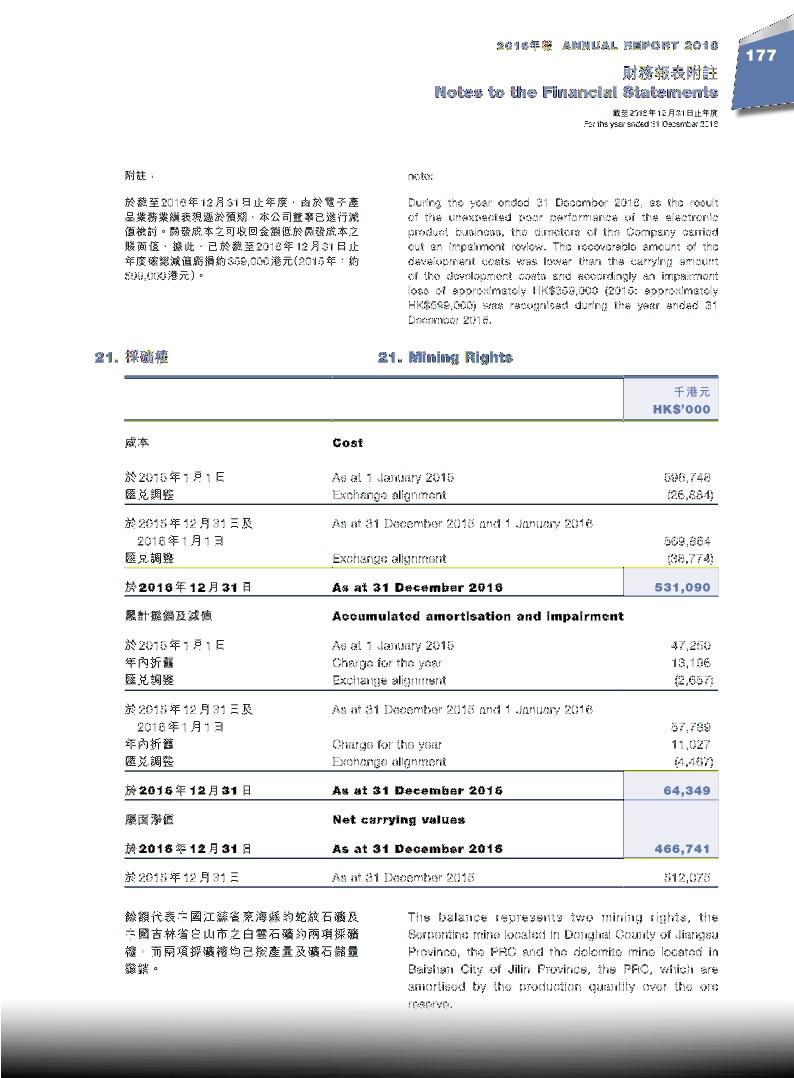 2016年報 ANNUAL REPORT 2016
177
財務報表附註
Notes to the Financial Statements
截至2016年12月31日止年度
For the year ended 31 December 2016
附註：
於截至2016年12月31日止年度，由於電子產
品業務業績表現遜於預期，本公司董事已進行減
值檢討。開發成本之可收回金額低於開發成本之
賬面值，據此，已於截至2016年12月31日止
年度確認減值虧損約359,000港元(2015年：約
599,000港元)。
note:
During the year ended 31 December 2016, as the result
of the unexpected poor performance of the electronic
product business, the directors of the Company carried
out an impairment review. The recoverable amount of the
development costs was lower than the carrying amount
of the development costs and accordingly an impairment
loss of approximately HK$359,000 (2015: approximately
HK$599,000) was recognised during the year ended 31
December 2016.
21. 採礦權
21. Mining Rights
千港元
HK$'000
成本 Cost
於2015年1月1日 As at 1 January 2015 596,748
匯兌調整 Exchange alignment (26,884)
於2015年12月31日及 As at 31 December 2015 and 1 January 2016
2016年1月1日 569,864
匯兌調整 Exchange alignment (38,774)
於2016年12月31日 As at 31 December 2016 531,090
累計攤銷及減值 Accumulated amortisation and impairment
於2015年1月1日 As at 1 January 2015 47,250
年內折舊 Charge for the year 13,196
匯兌調整 Exchange alignment (2,657)
於2015年12月31日及 As at 31 December 2015 and 1 January 2016
2016年1月1日 57,789
年內折舊 Charge for the year 11,027
匯兌調整 Exchange alignment (4,467)
於2016年12月31日 As at 31 December 2016 64,349
賬面淨值 Net carrying values
於2016年12月31日 As at 31 December 2016 466,741
於2015年12月31日 As at 31 December 2015 512,075
餘額代表中國江蘇省東海縣的蛇紋石礦及
中國吉林省白山市之白雲石礦的兩項採礦
權，而兩項採礦權均已按產量及礦石儲量
攤銷。
The balance represents two mining rights, the
Serpentine mine located in Donghai County of Jiangsu
Province, the PRC and the dolomite mine located in
Baishan City of Jilin Province, the PRC, which are
amortised by the production quantity over the ore
reserve.